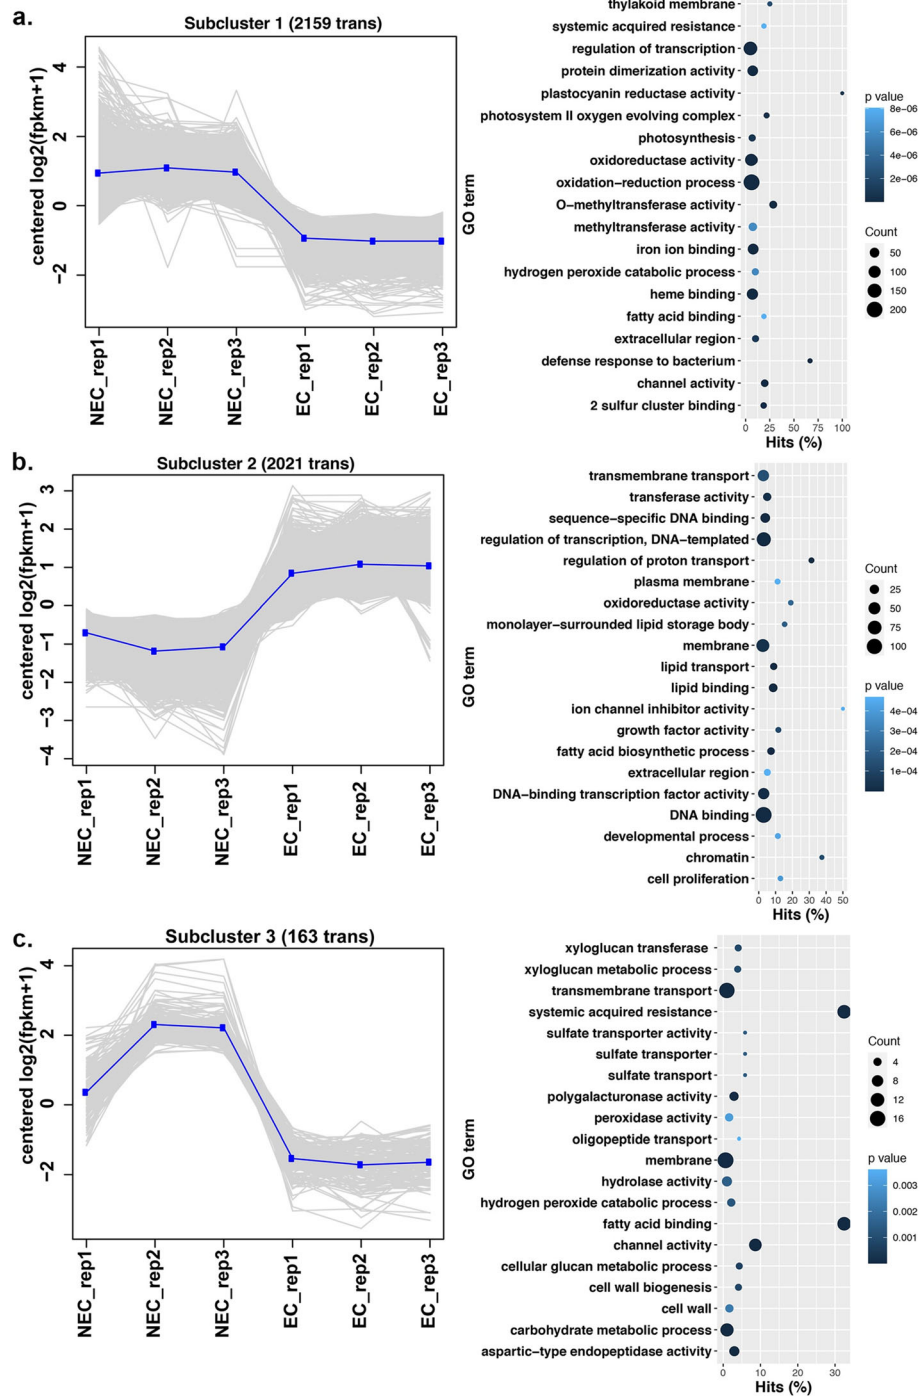 a.
Subcluster 1 (2159 trans)
centered log2(fpkm+1)
4
2
0
−2
NEC_rep1
NEC_rep2
NEC_rep3
EC_rep1
EC_rep2
EC_rep3
GO term
thylakoid membrane
systemic acquired resistance
regulation of transcription
protein dimerization activity
plastocyanin reductase activity
photosystem II oxygen evolving complex
photosynthesis
oxidoreductase activity
oxidation−reduction process
O−methyltransferase activity
methyltransferase activity
iron ion binding
hydrogen peroxide catabolic process
heme binding
fatty acid binding
extracellular region
defense response to bacterium
channel activity
2 sulfur cluster binding
0 25 50 75 100
Hits (%)
p value
8e−06
6e−06
4e−06
2e−06
Count
50
100
150
200
b.
Subcluster 2 (2021 trans)
centered log2(fpkm+1)
3
2
1
0
−1
−2
−3
−4
NEC_rep1
NEC_rep2
NEC_rep3
EC_rep1
EC_rep2
EC_rep3
GO term
transmembrane transport
transferase activity
sequence−specific DNA binding
regulation of transcription, DNA−templated
regulation of proton transport
plasma membrane
oxidoreductase activity
monolayer−surrounded lipid storage body
membrane
lipid transport
lipid binding
ion channel inhibitor activity
growth factor activity
fatty acid biosynthetic process
extracellular region
DNA−binding transcription factor activity
DNA binding
developmental process
chromatin
cell proliferation
0 10 20 30 40 50
Hits (%)
Count
25
50
75
100
p value
4e−04
3e−04
2e−04
1e−04
c.
Subcluster 3 (163 trans)
centered log2(fpkm+1)
4
2
0
−2
NEC_rep1
NEC_rep2
NEC_rep3
EC_rep1
EC_rep2
EC_rep3
GO term
xyloglucan transferase
xyloglucan metabolic process
transmembrane transport
systemic acquired resistance
sulfate transporter activity
sulfate transporter
sulfate transport
polygalacturonase activity
peroxidase activity
oligopeptide transport
membrane
hydrolase activity
hydrogen peroxide catabolic process
fatty acid binding
channel activity
cellular glucan metabolic process
cell wall biogenesis
cell wall
carbohydrate metabolic process
aspartic−type endopeptidase activity
0 10 20 30
Hits (%)
Count
4
8
12
16
p value
0.003
0.002
0.001